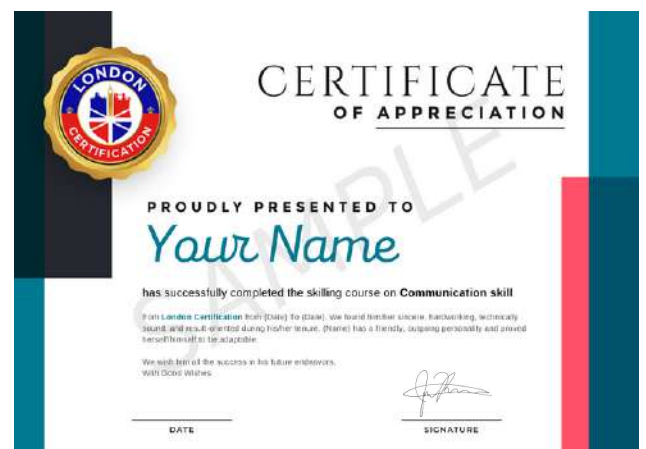 LONDON
CERTIFICATION
CERTIFICATE
OF APPRECIATION
SAMPLE
PROUDLY PRESENTED TO
Your Name
has successfully completed the skilling course on Communication skill
from London Certification from (Date) To (Date). We found him/her sincere, hardworking, technically
sound, and result-oriented during his/her tenure. (Name) has a friendly, outgoing personality and proved
herself/himself to be adaptable.
We wish him all the success in his future endeavors.
With Good Wishes
DATE
SIGNATURE